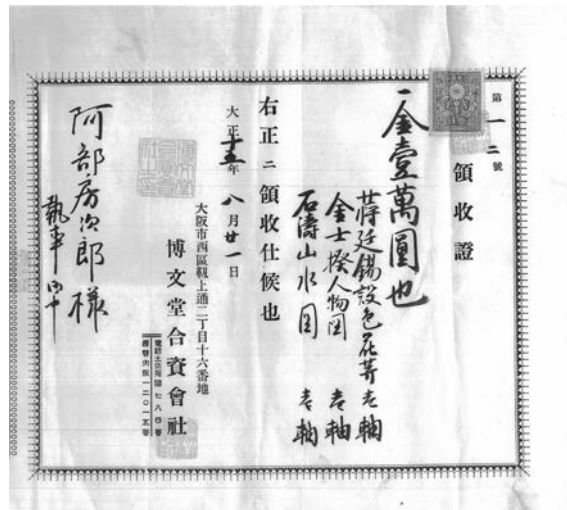 第一二號
領收證
一金壹萬圓也
蔣廷錫設色花卉壱軸
金士揆人物図 壱軸
石濤山水図 壱軸
右正ニ領收仕候也
大正十五年八月廿一日
大阪市西區靱上通二丁目十六番地
博文堂合資會社
阿部房次郎様
執事御中